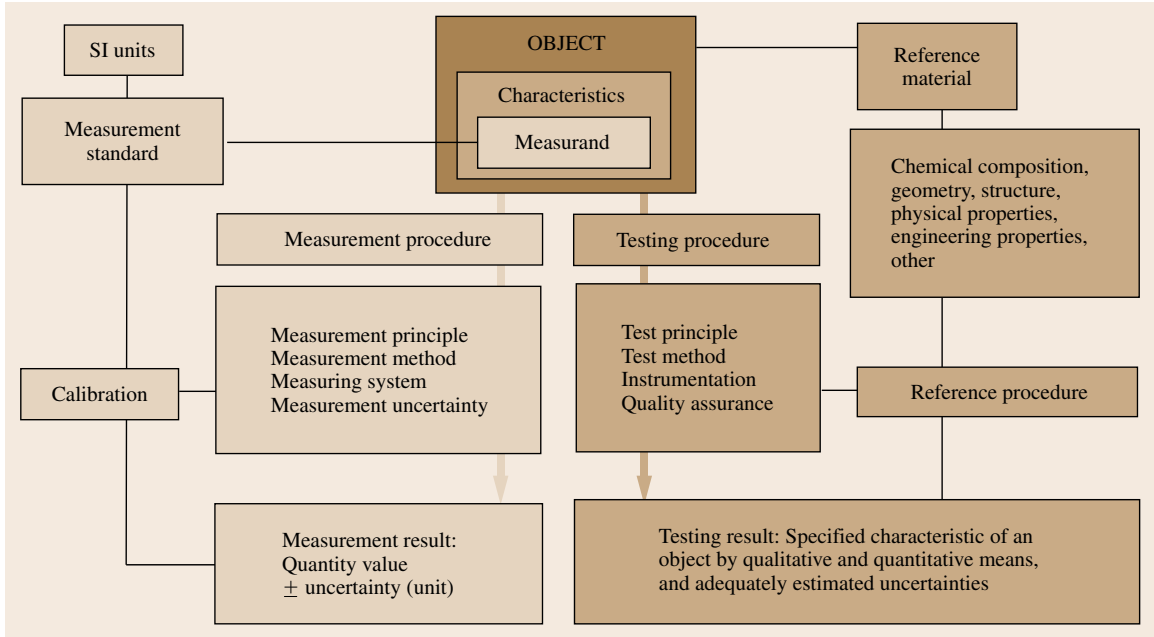 SI units
Measurement
standard
OBJECT
Characteristics
Measurand
Reference
material
Chemical composition,
geometry, structure,
physical properties,
engineering properties,
other
Measurement procedure
Testing procedure
Measurement principle
Measurement method
Measuring system
Measurement uncertainty
Test principle
Test method
Instrumentation
Quality assurance
Calibration
Reference procedure
Measurement result:
Quantity value
± uncertainty (unit)
Testing result: Specified characteristic of an
object by qualitative and quantitative means,
and adequately estimated uncertainties